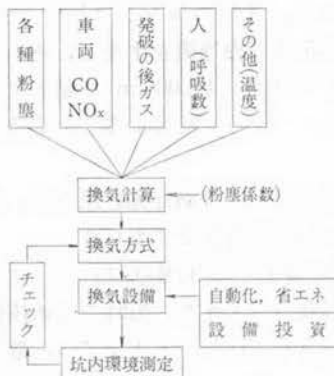 各種粉塵
車両 CO NOx
発破の後ガス
人(呼吸数)
その他(温度)
換気計算
(粉塵係数)
換気方式
チェック
換気設備
自動化, 省エネ
設備投資
坑内環境測定